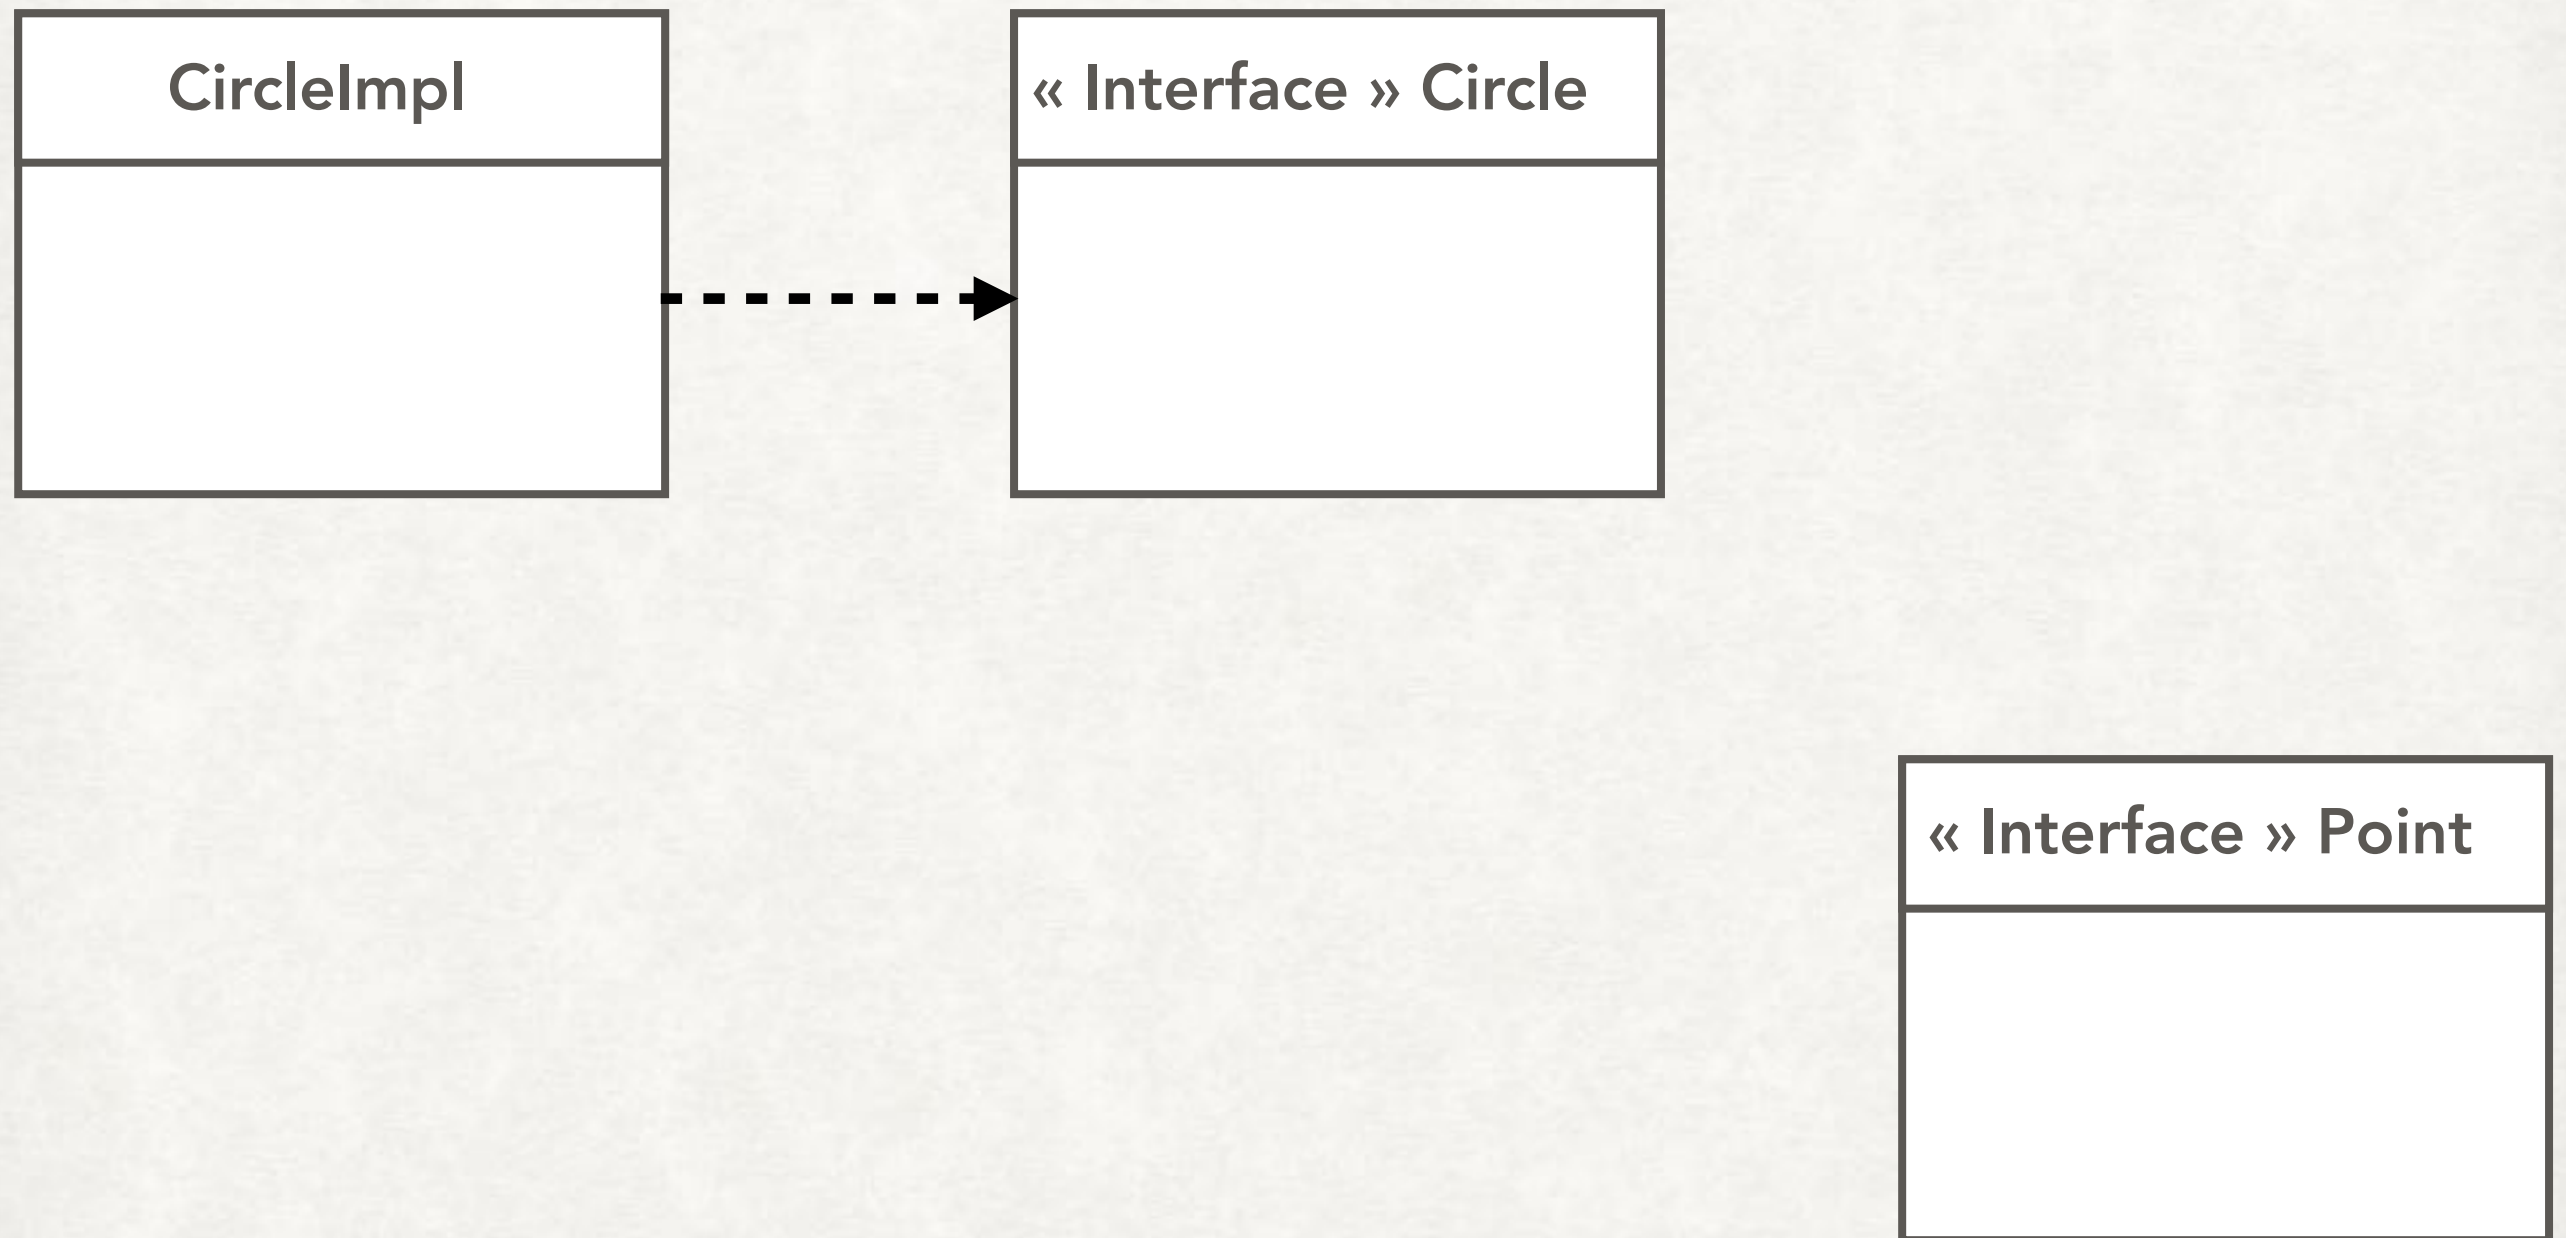 CircleImpl
« Interface » Circle
« Interface » Point